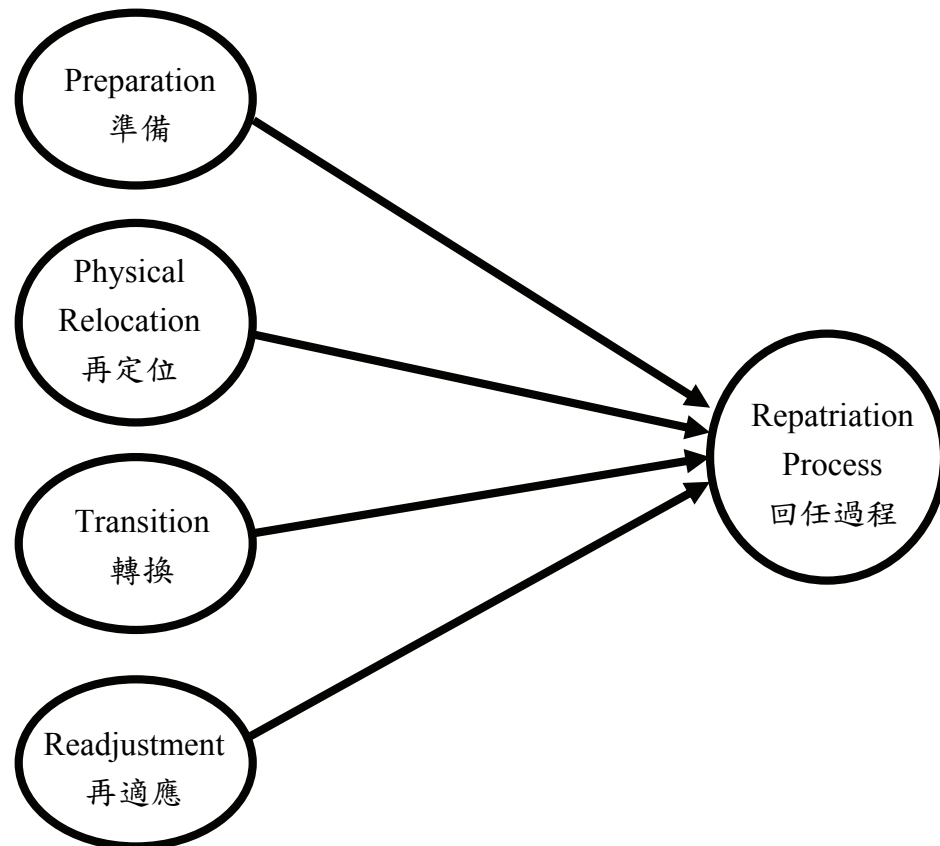 Preparation
準備
Physical
Relocation
再定位
Transition
轉換
Readjustment
再適應
Repatriation
Process
回任過程